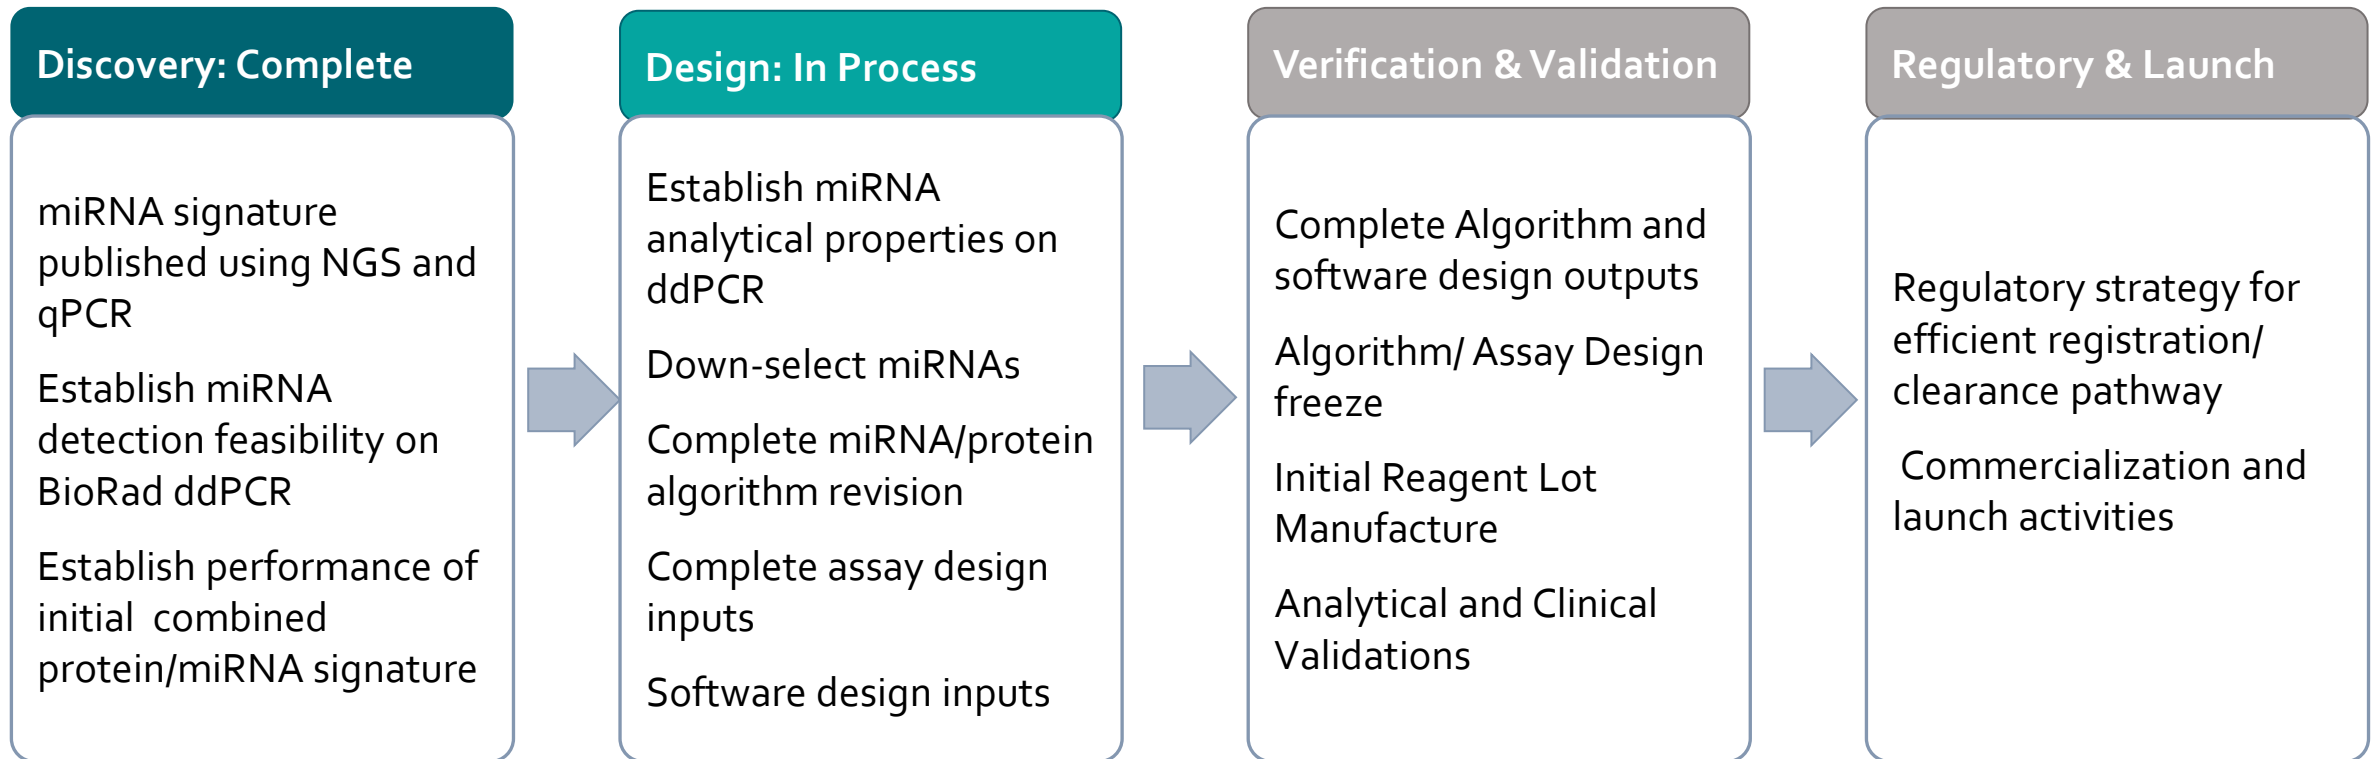 Discovery: Complete
miRNA signature
published using NGS and
qPCR
Establish miRNA
detection feasibility on
BioRad ddPCR
Establish performance of
initial combined
protein/miRNA signature
Design: In Process
Establish miRNA
analytical properties on
ddPCR
Down-select miRNAs
Complete miRNA/protein
algorithm revision
Complete assay design
inputs
Software design inputs
Verification & Validation
Complete Algorithm and
software design outputs
Algorithm/ Assay Design
freeze
Initial Reagent Lot
Manufacture
Analytical and Clinical
Validations
Regulatory & Launch
Regulatory strategy for
efficient registration/
clearance pathway
Commercialization and
launch activities